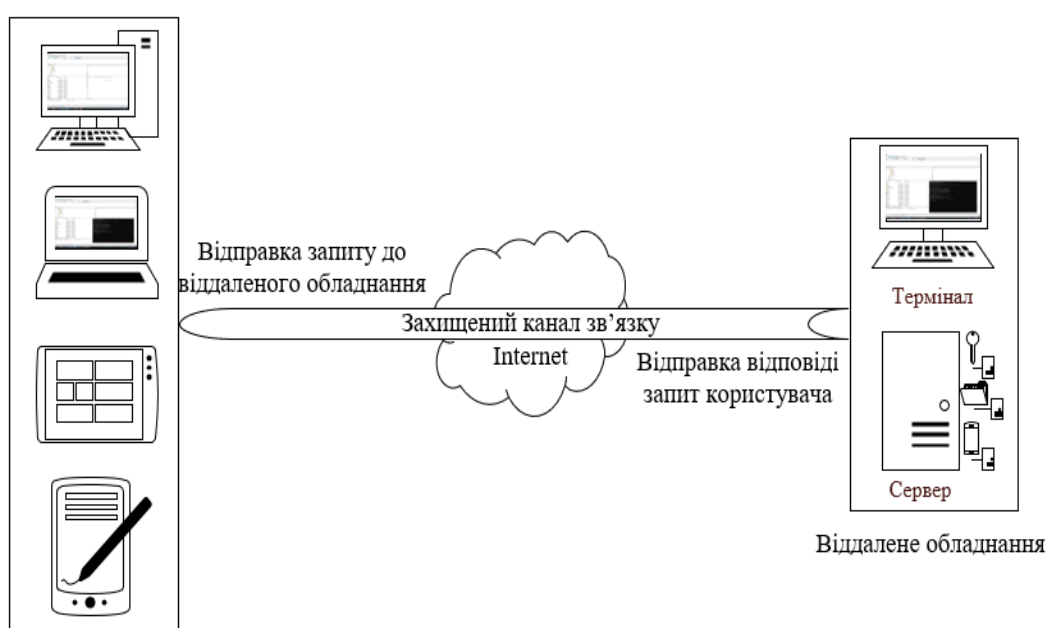 Відправка запиту до
віддаленого обладнання
Захищений канал зв’язку
Internet
Відправка відповіді
запит користувача
Термінал
Сервер
Віддалене обладнання